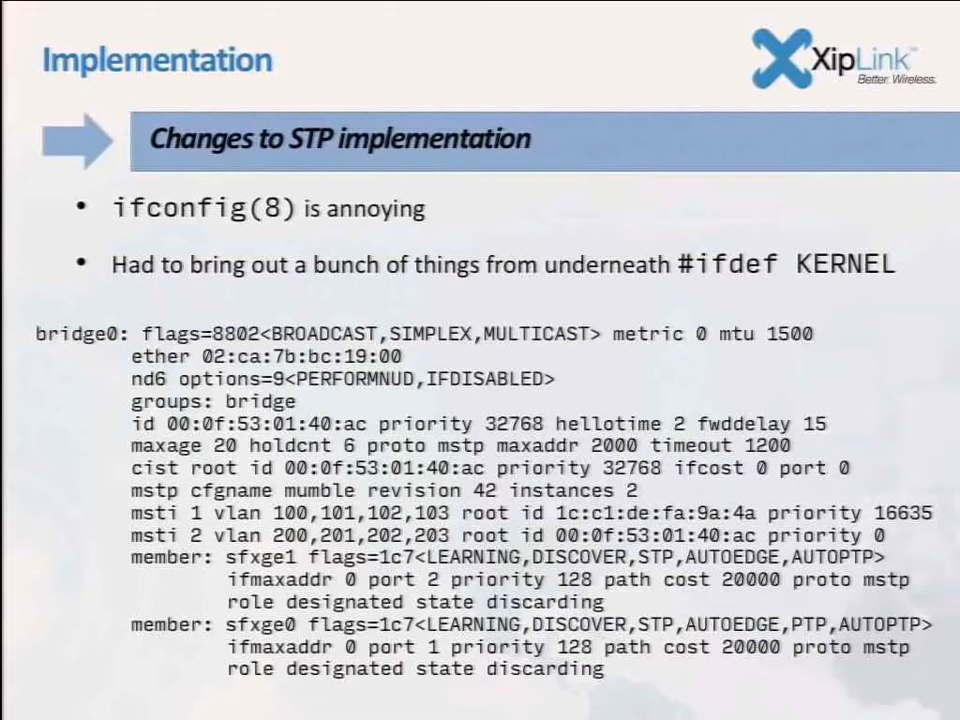 Implementation
XipLink™
Better. Wireless.
Changes to STP implementation
• ifconfig(8) is annoying
• Had to bring out a bunch of things from underneath #ifdef KERNEL
bridge0: flags=8802<BROADCAST,SIMPLEX,MULTICAST> metric 0 mtu 1500
ether 02:ca:7b:bc:19:00
nd6 options=9<PERFORMNUD,IFDISABLED>
groups: bridge
id 00:0f:53:01:40:ac priority 32768 hellotime 2 fwddelay 15
maxage 20 holdcnt 6 proto mstp maxaddr 2000 timeout 1200
cist root id 00:0f:53:01:40:ac priority 32768 ifcost 0 port 0
mstp cfgname mumble revision 42 instances 2
msti 1 vlan 100,101,102,103 root id 1c:c1:de:fa:9a:4a priority 16635
msti 2 vlan 200,201,202,203 root id 00:0f:53:01:40:ac priority 0
member: sfxge1 flags=1c7<LEARNING,DISCOVER,STP,AUTOEDGE,AUTOPTP>
ifmaxaddr 0 port 2 priority 128 path cost 20000 proto mstp
role designated state discarding
member: sfxge0 flags=1c7<LEARNING,DISCOVER,STP,AUTOEDGE,PTP,AUTOPTP>
ifmaxaddr 0 port 1 priority 128 path cost 20000 proto mstp
role designated state discarding